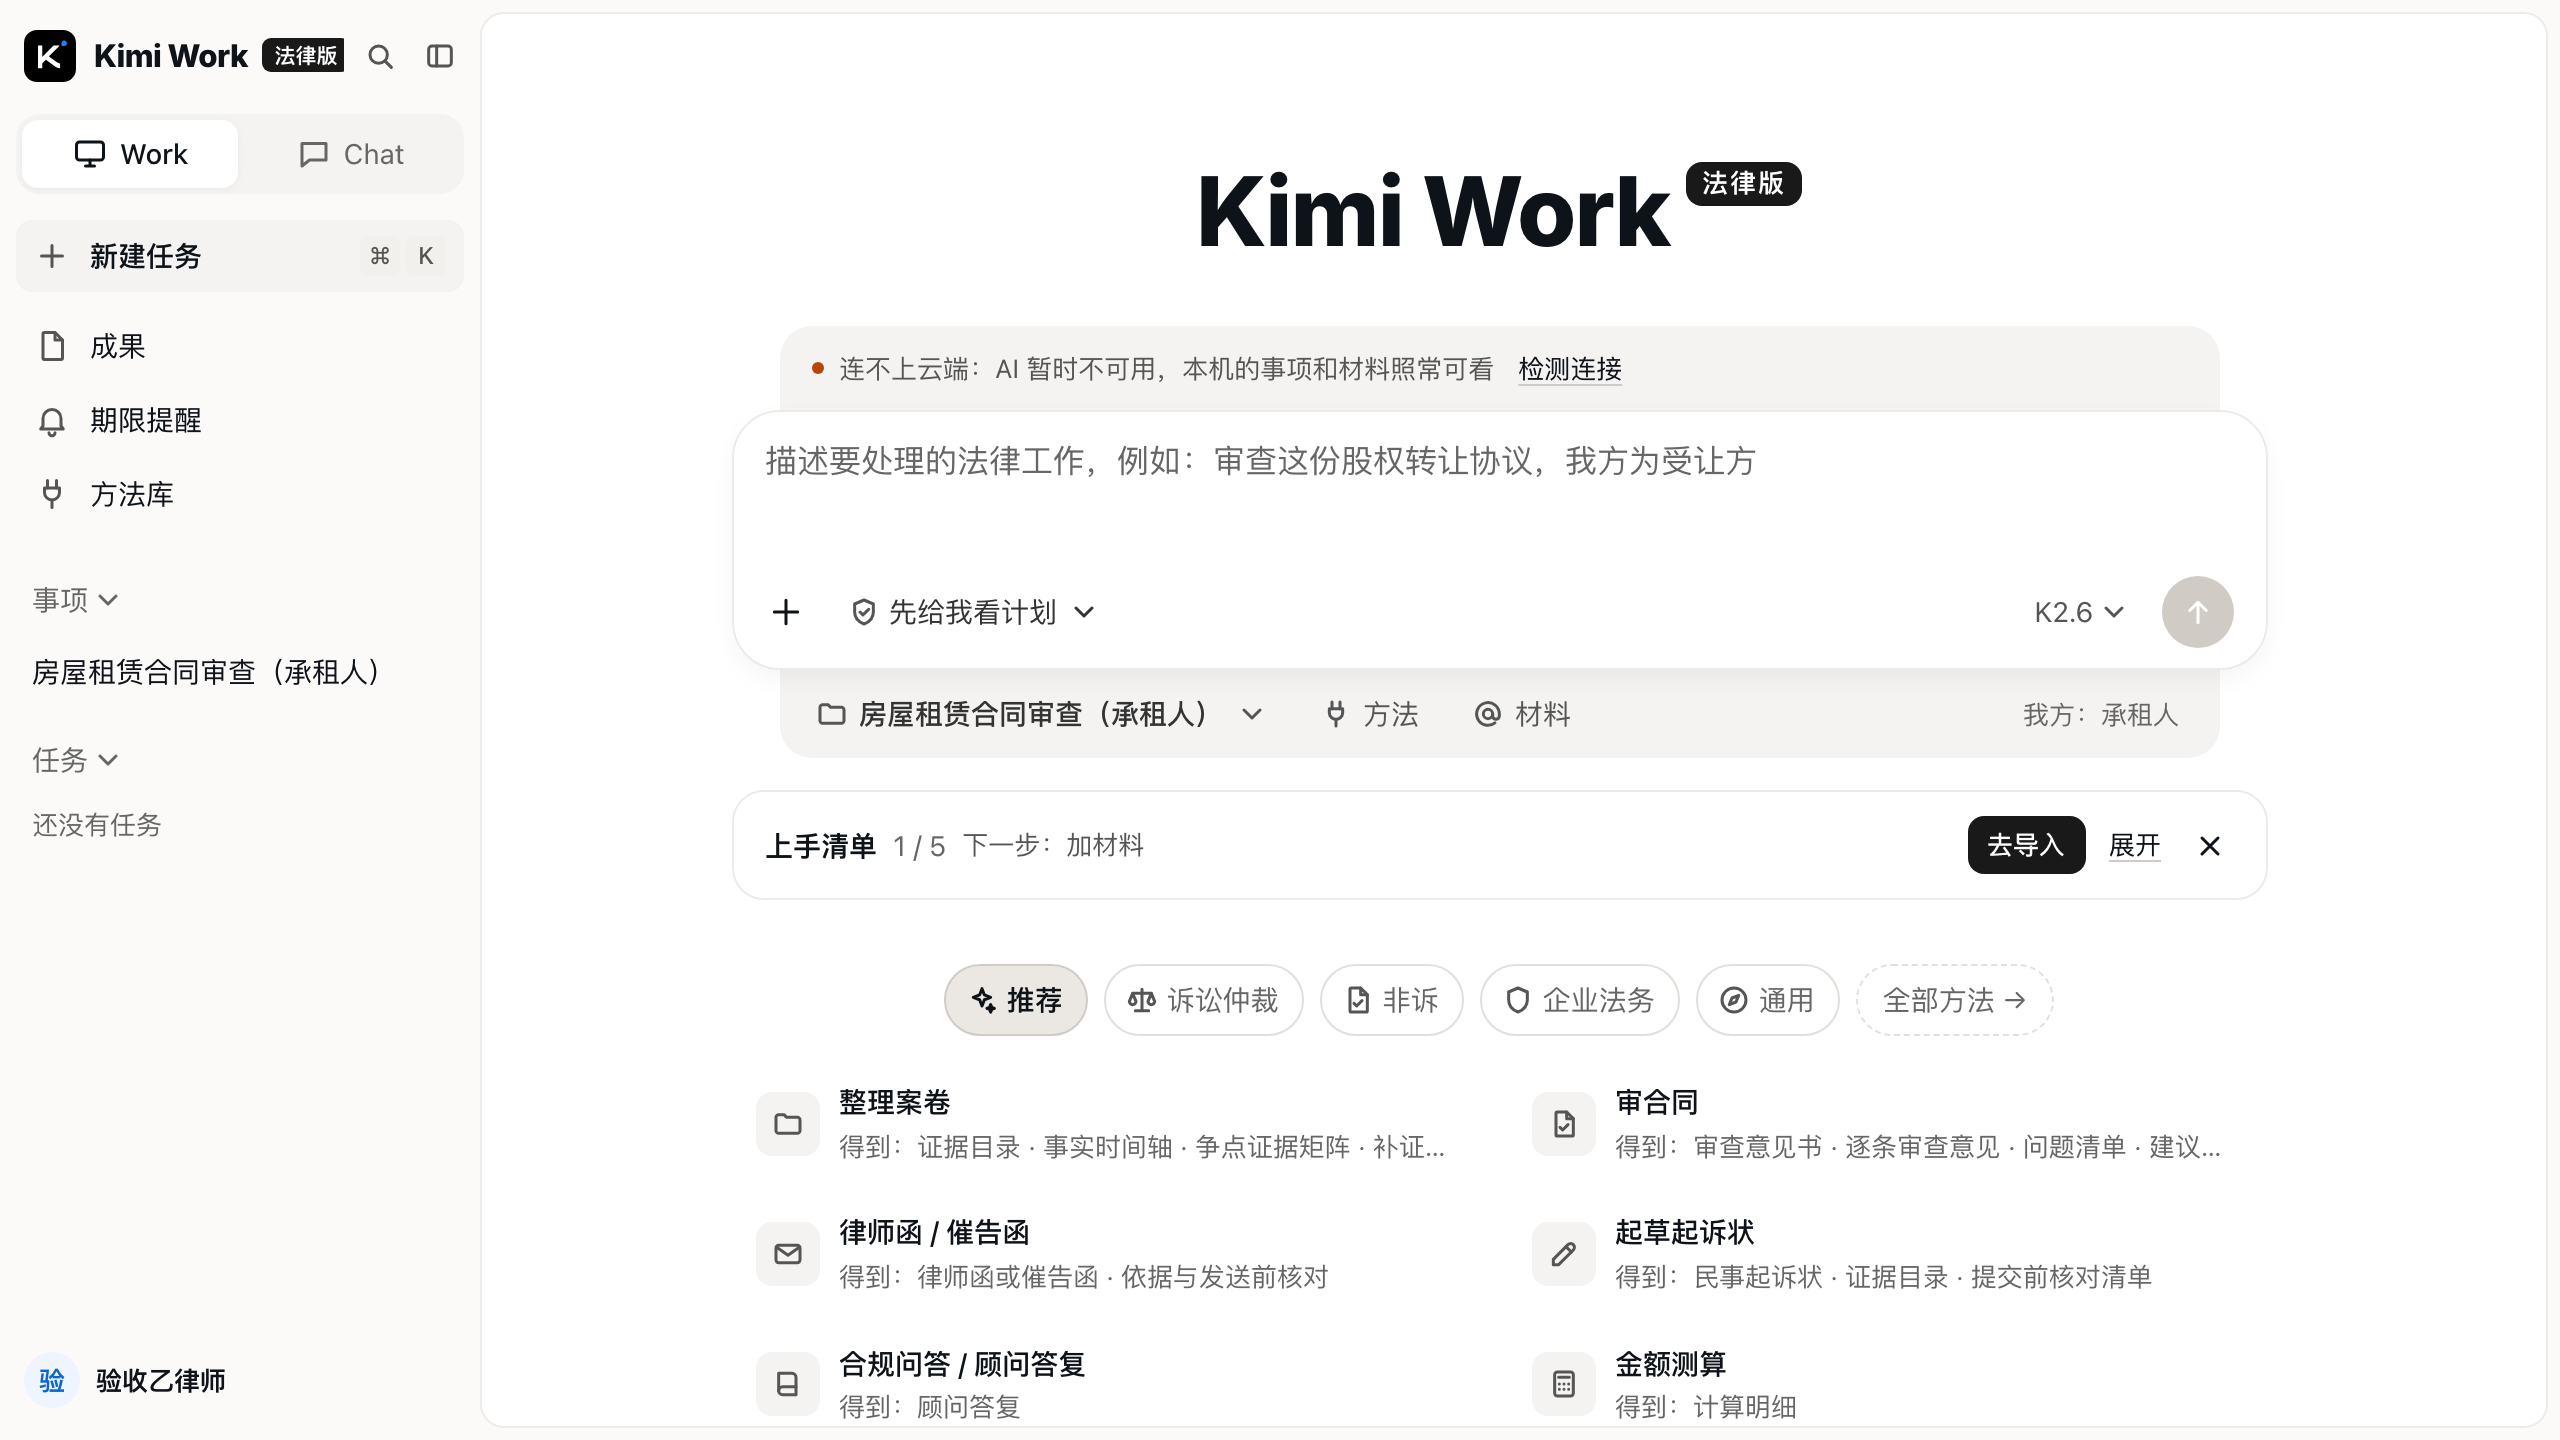 Kimi Work 法律版
Work
Chat
新建任务 ⌘ K
成果
期限提醒
方法库
事项
房屋租赁合同审查（承租人）
任务
还没有任务
验 验收乙律师
Kimi Work 法律版
连不上云端：AI 暂时不可用，本机的事项和材料照常可看 检测连接
描述要处理的法律工作，例如：审查这份股权转让协议，我方为受让方
先给我看计划
K2.6
房屋租赁合同审查（承租人） 方法 @ 材料 我方：承租人
上手清单 1 / 5 下一步：加材料 去导入 展开
推荐 诉讼仲裁 非诉 企业法务 通用 全部方法 →
整理案卷
得到：证据目录 · 事实时间轴 · 争点证据矩阵 · 补证...
审合同
得到：审查意见书 · 逐条审查意见 · 问题清单 · 建议...
律师函 / 催告函
得到：律师函或催告函 · 依据与发送前核对
起草起诉状
得到：民事起诉状 · 证据目录 · 提交前核对清单
合规问答 / 顾问答复
得到：顾问答复
金额测算
得到：计算明细